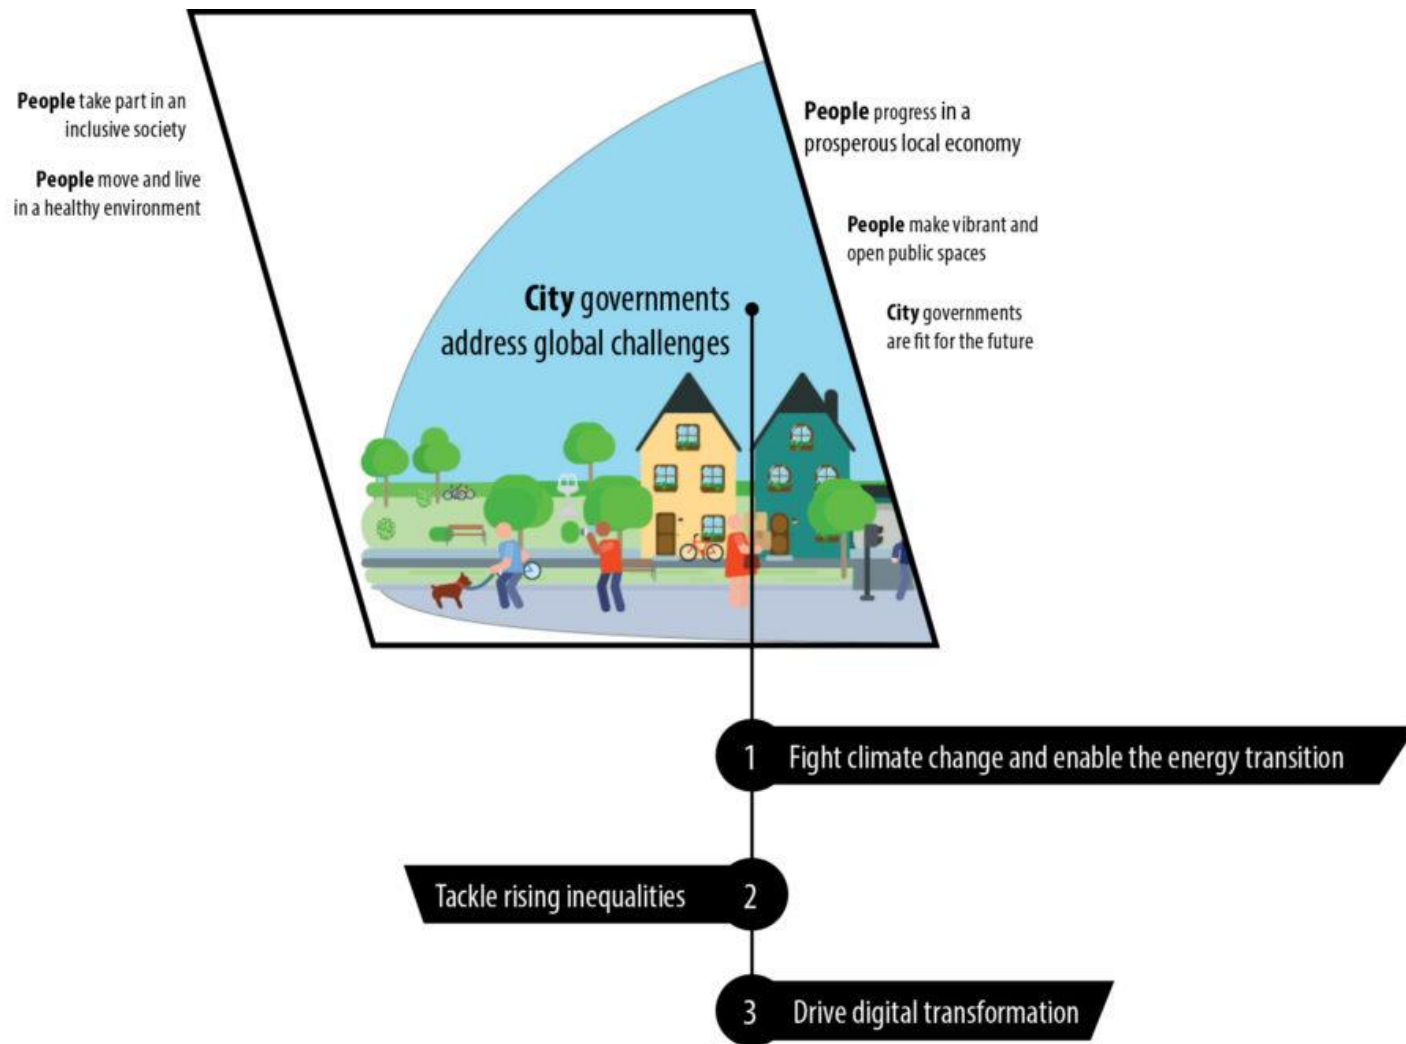 People take part in an
inclusive society
People move and live
in a healthy environment
People progress in a
prosperous local economy
People make vibrant and
open public spaces
City governments
are fit for the future
City governments
address global challenges
1 Fight climate change and enable the energy transition
Tackle rising inequalities 2
3 Drive digital transformation